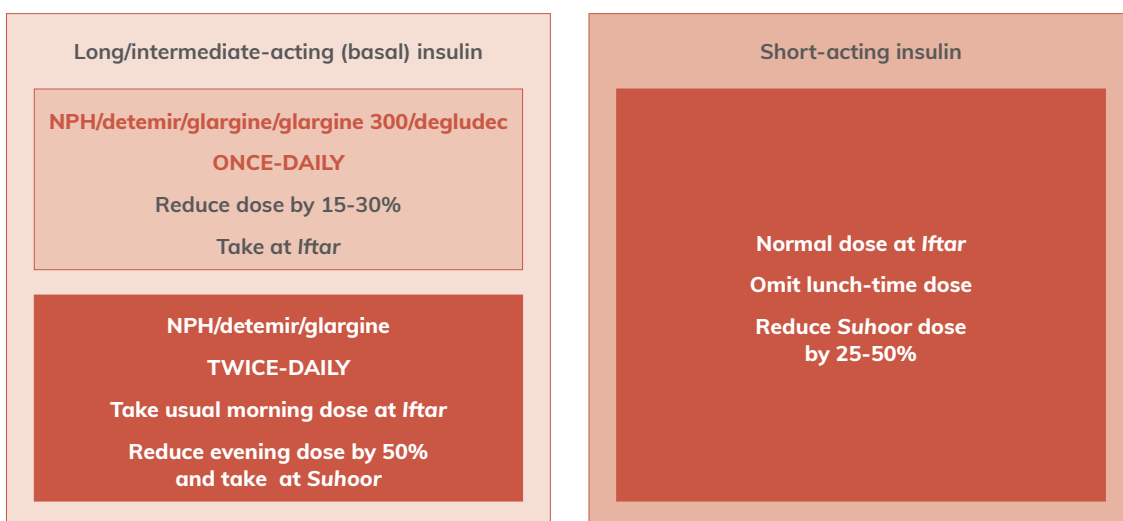 Long/intermediate-acting (basal) insulin
NPH/detemir/glargine/glargine 300/degludec
ONCE-DAILY
Reduce dose by 15-30%
Take at Iftar
NPH/detemir/glargine
TWICE-DAILY
Take usual morning dose at Iftar
Reduce evening dose by 50%
and take at Suhoor
Short-acting insulin
Normal dose at Iftar
Omit lunch-time dose
Reduce Suhoor dose
by 25-50%